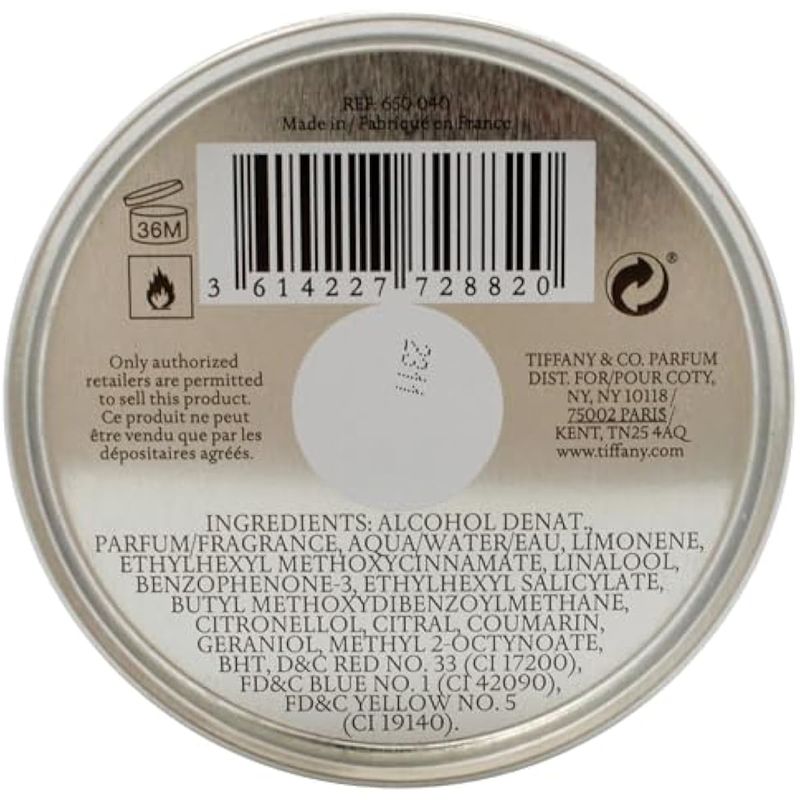 REF: 650-040
Made in / Fabriqué en France
36M
3 614227 728820
®
Only authorized
retailers are permitted
to sell this product.
Ce produit ne peut
être vendu que par les
dépositaires agréés.
TIFFANY & CO. PARFUM
DIST. FOR/POUR COTY,
NY, NY 10118 /
75002 PARIS /
KENT, TN25 4AQ
www.tiffany.com
INGREDIENTS: ALCOHOL DENAT.,
PARFUM/FRAGRANCE, AQUA/WATER/EAU, LIMONENE,
ETHYLHEXYL METHOXYCINNAMATE, LINALOOL,
BENZOPHENONE-3, ETHYLHEXYL SALICYLATE,
BUTYL METHOXYDIBENZOYLMETHANE,
CITRONELLOL, CITRAL, COUMARIN,
GERANIOL, METHYL 2-OCTYNOATE,
BHT, D&C RED NO. 33 (CI 17200),
FD&C BLUE NO. 1 (CI 42090),
FD&C YELLOW NO. 5
(CI 19140).